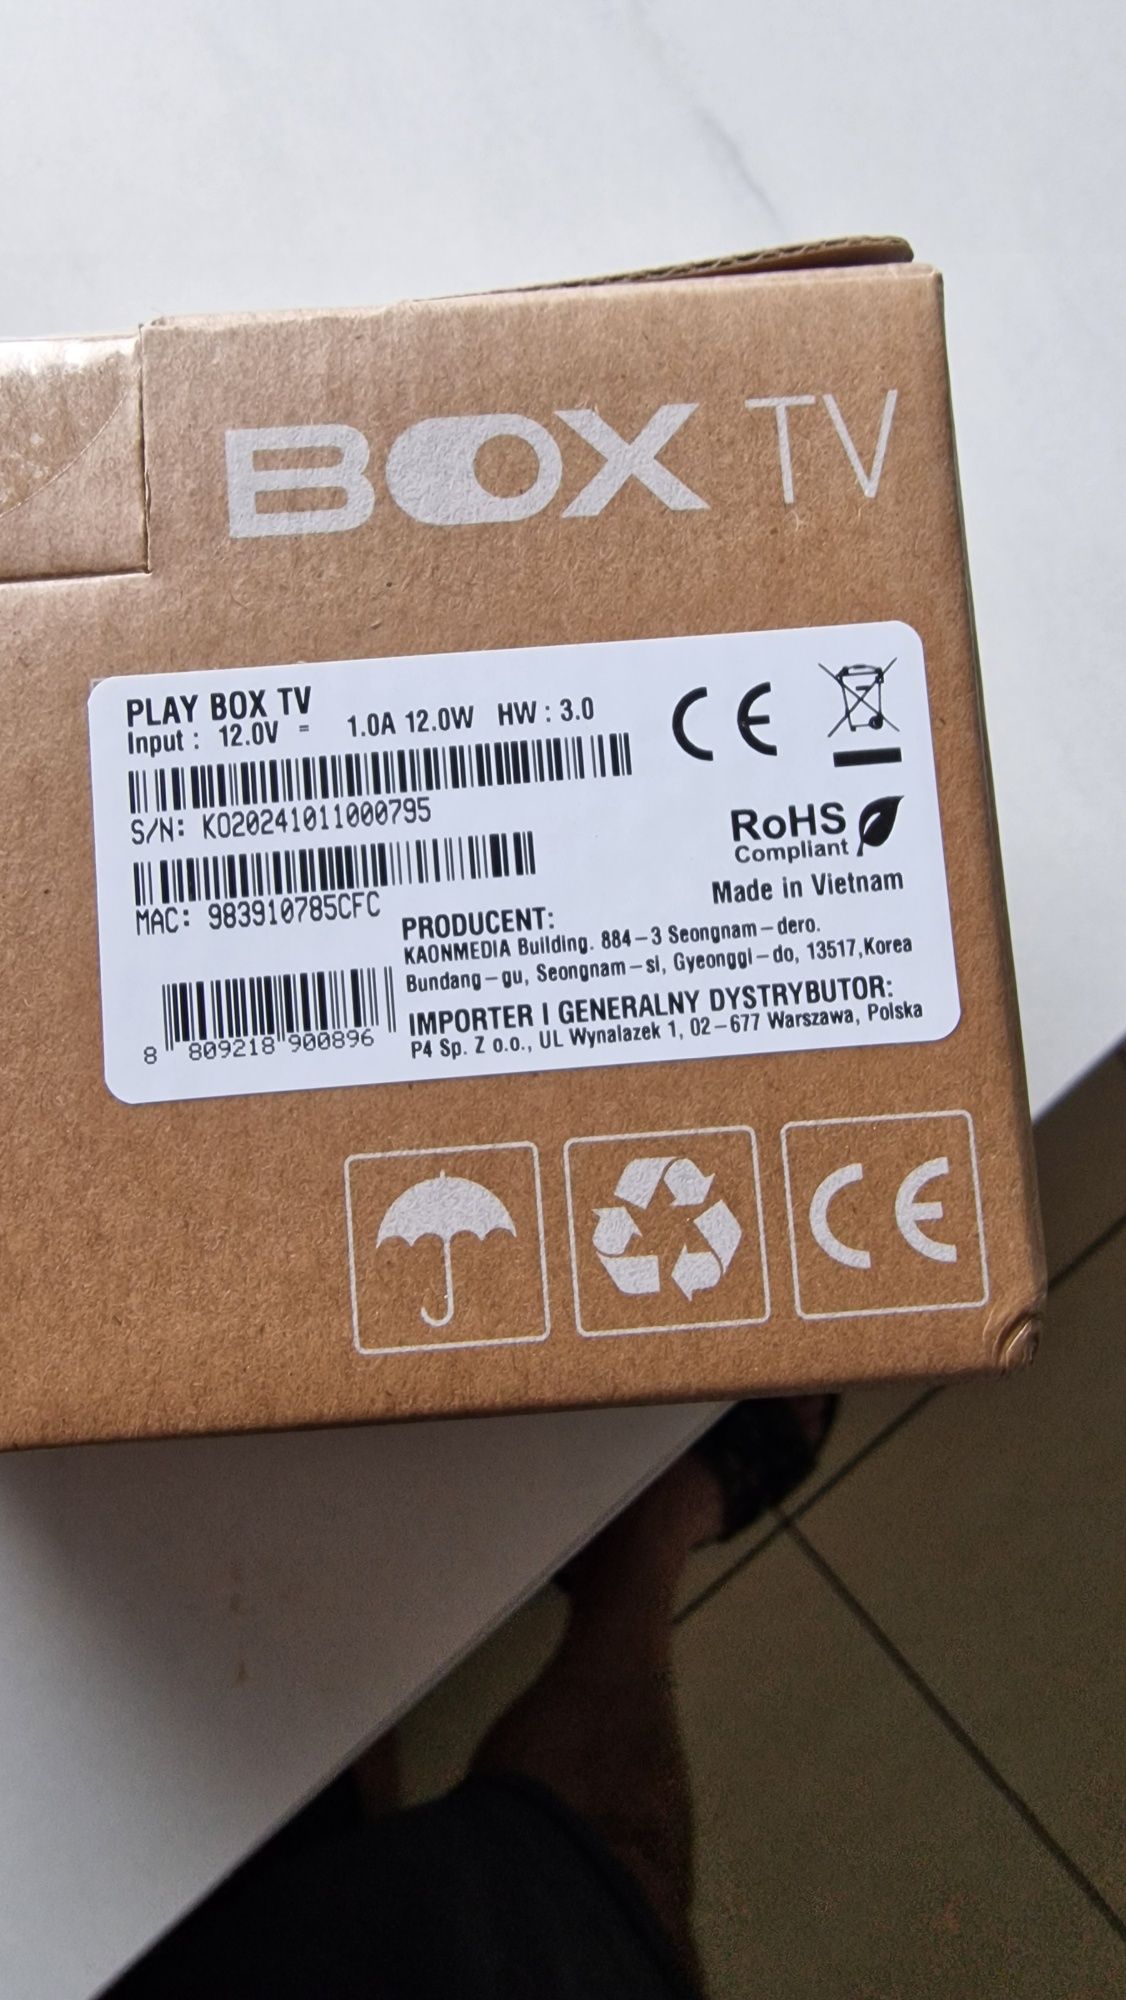 BOX TV
PLAY BOX TV
Input : 12.0V = 1.0A 12.0W HW : 3.0
S/N: KO20241011000795
MAC: 983910785CFC
CE
RoHS
Compliant
Made in Vietnam
PRODUCENT:
KAONMEDIA Building. 884-3 Seongnam-dero.
Bundang-gu, Seongnam-si, Gyeonggi-do, 13517,Korea
IMPORTER I GENERALNY DYSTRYBUTOR:
P4 Sp. Z o.o., UL Wynalazek 1, 02-677 Warszawa, Polska
8 809218 900896
CE